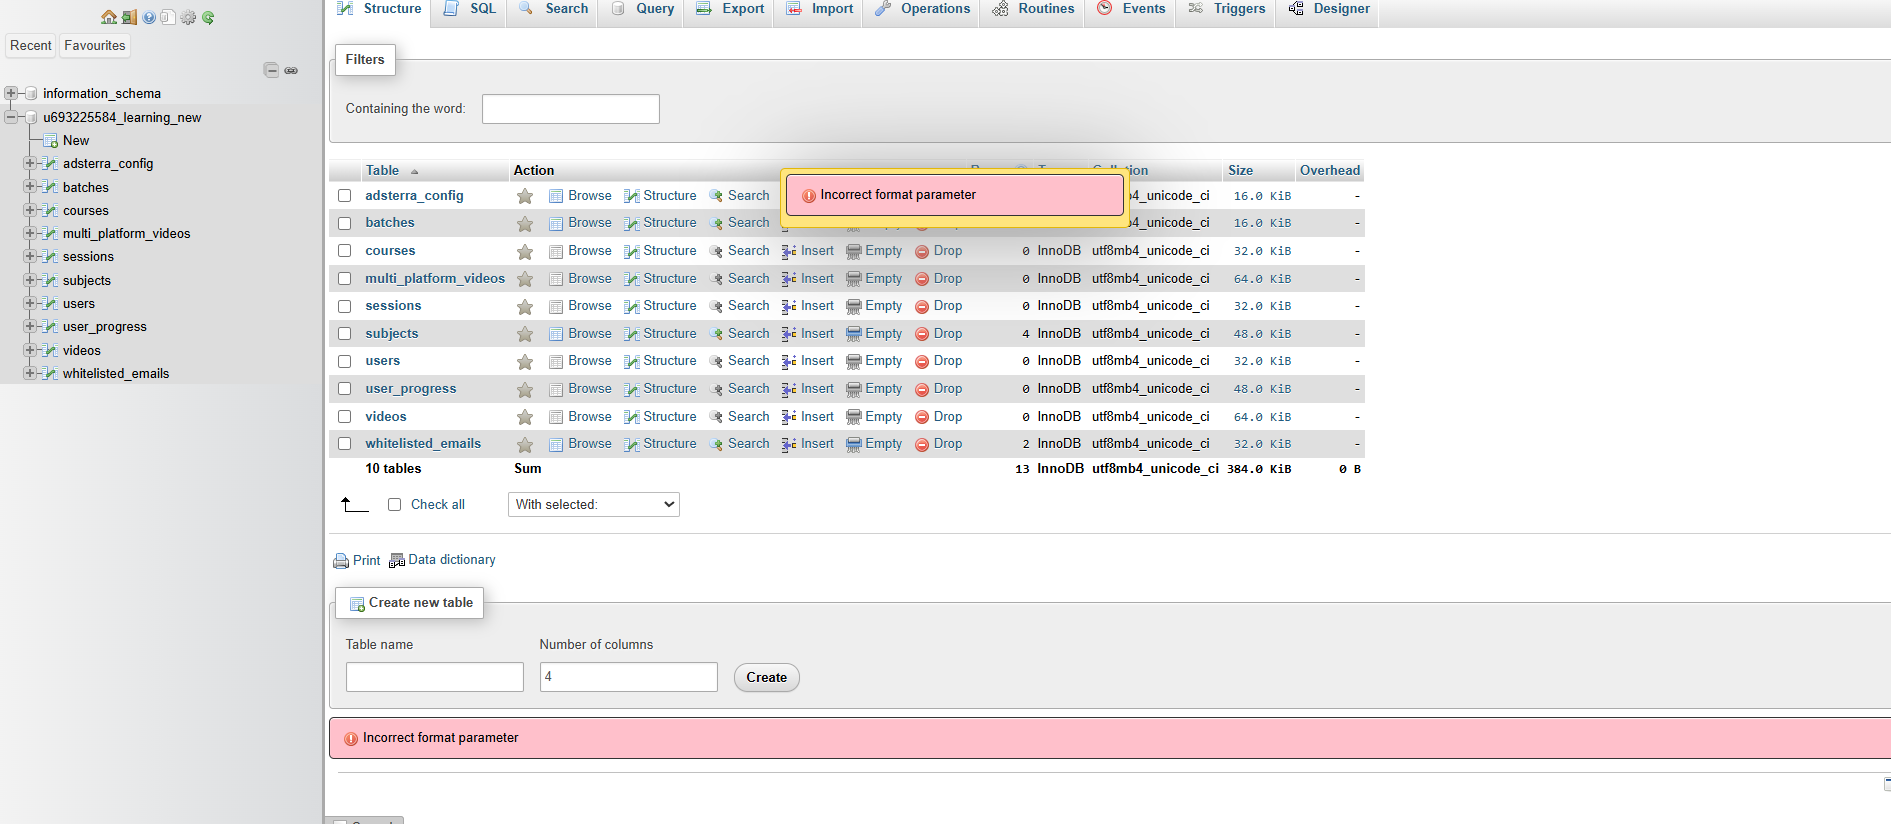 Structure SQL Search Query Export Import Operations Routines Events Triggers Designer
Recent Favourites
information_schema
u693225584_learning_new
New
adsterra_config
batches
courses
multi_platform_videos
sessions
subjects
users
user_progress
videos
whitelisted_emails
Filters
Containing the word:
Table Action Size Overhead
adsterra_config Browse Structure Search 16.0 KiB -
batches Browse Structure Search 16.0 KiB -
Incorrect format parameter
courses Browse Structure Search Insert Empty Drop 0 InnoDB utf8mb4_unicode_ci 32.0 KiB -
multi_platform_videos Browse Structure Search Insert Empty Drop 0 InnoDB utf8mb4_unicode_ci 64.0 KiB -
sessions Browse Structure Search Insert Empty Drop 0 InnoDB utf8mb4_unicode_ci 32.0 KiB -
subjects Browse Structure Search Insert Empty Drop 4 InnoDB utf8mb4_unicode_ci 48.0 KiB -
users Browse Structure Search Insert Empty Drop 0 InnoDB utf8mb4_unicode_ci 32.0 KiB -
user_progress Browse Structure Search Insert Empty Drop 0 InnoDB utf8mb4_unicode_ci 48.0 KiB -
videos Browse Structure Search Insert Empty Drop 0 InnoDB utf8mb4_unicode_ci 64.0 KiB -
whitelisted_emails Browse Structure Search Insert Empty Drop 2 InnoDB utf8mb4_unicode_ci 32.0 KiB -
10 tables Sum 13 InnoDB utf8mb4_unicode_ci 384.0 KiB 0 B
Check all With selected:
Print Data dictionary
Create new table
Table name Number of columns
4 Create
Incorrect format parameter